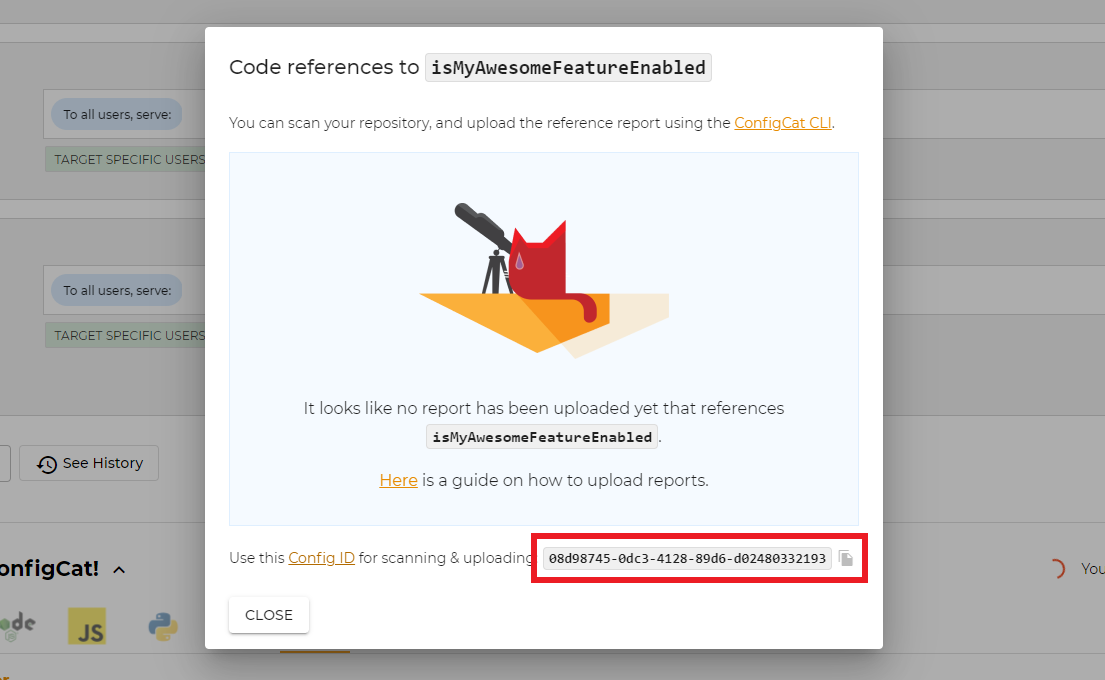 Code references to isMyAwesomeFeatureEnabled
You can scan your repository, and upload the reference report using the ConfigCat CLI.
To all users, serve:
TARGET SPECIFIC USERS
To all users, serve:
TARGET SPECIFIC USERS
It looks like no report has been uploaded yet that references
isMyAwesomeFeatureEnabled.
Here is a guide on how to upload reports.
See History
Use this Config ID for scanning & uploading 08d98745-0dc3-4128-89d6-d02480332193
onfigCat!
You
CLOSE
JS